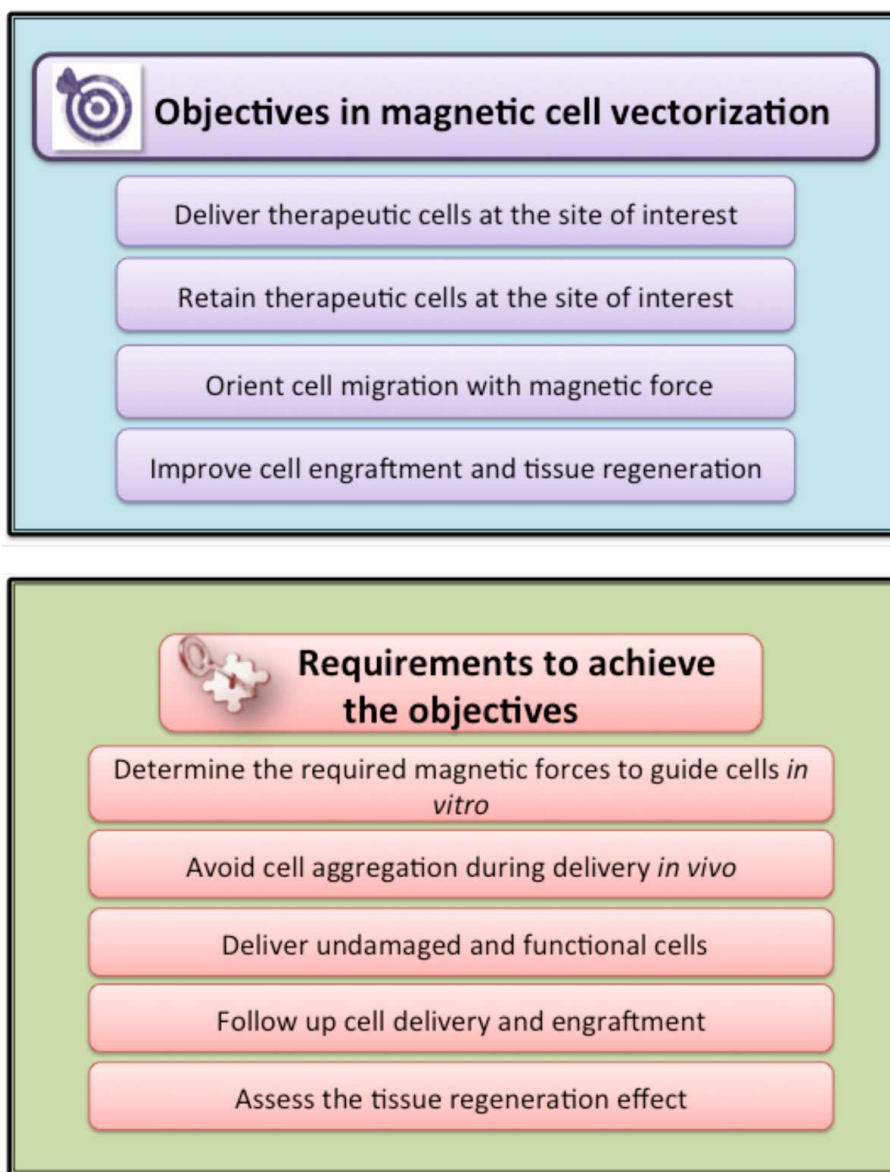 Objectives in magnetic cell vectorization
Deliver therapeutic cells at the site of interest
Retain therapeutic cells at the site of interest
Orient cell migration with magnetic force
Improve cell engraftment and tissue regeneration
Requirements to achieve
the objectives
Determine the required magnetic forces to guide cells in
vitro
Avoid cell aggregation during delivery in vivo
Deliver undamaged and functional cells
Follow up cell delivery and engraftment
Assess the tissue regeneration effect